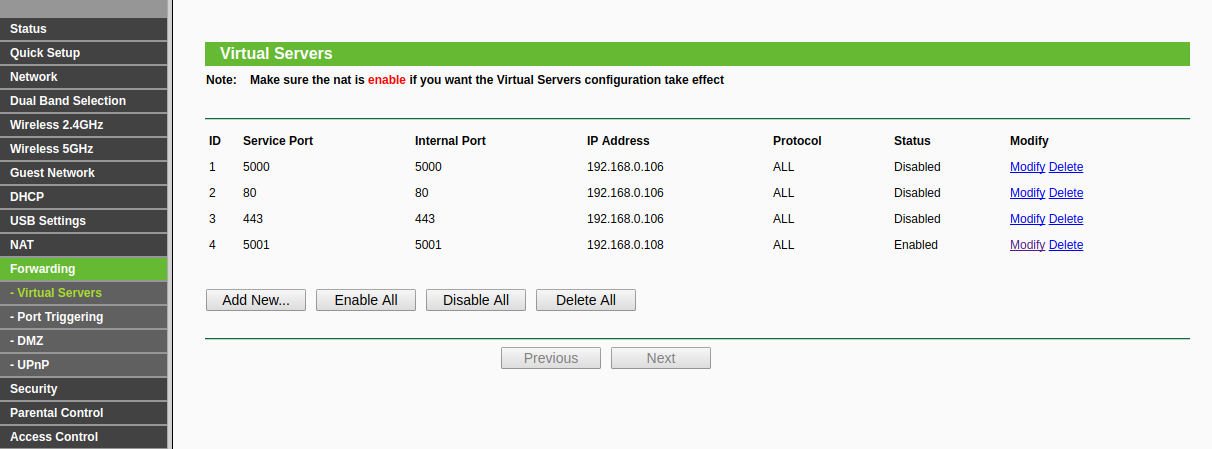 Status
Quick Setup
Network
Dual Band Selection
Wireless 2.4GHz
Wireless 5GHz
Guest Network
DHCP
USB Settings
NAT
Forwarding
- Virtual Servers
- Port Triggering
- DMZ
- UPnP
Security
Parental Control
Access Control
Virtual Servers
Note: Make sure the nat is enable if you want the Virtual Servers configuration take effect
ID Service Port Internal Port IP Address Protocol Status Modify
1 5000 5000 192.168.0.106 ALL Disabled Modify Delete
2 80 80 192.168.0.106 ALL Disabled Modify Delete
3 443 443 192.168.0.106 ALL Disabled Modify Delete
4 5001 5001 192.168.0.108 ALL Enabled Modify Delete
Add New... Enable All Disable All Delete All
Previous Next